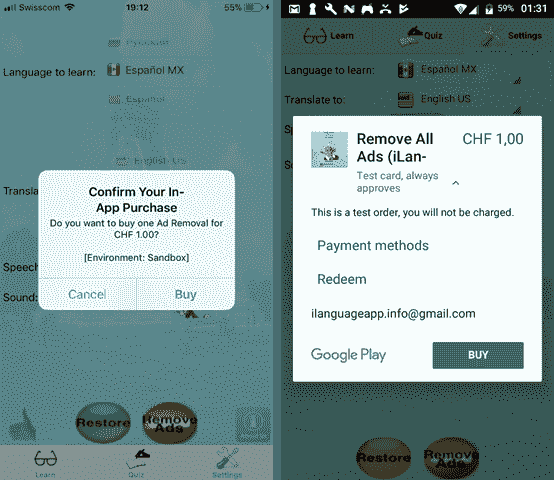 Swisscom
19:12
55%
Русский
Language to learn:
Español MX
Español
English US
Transla
Confirm Your In-
App Purchase
Do you want to buy one Ad Removal for
CHF 1.00?
[Environment: Sandbox]
Cancel
Buy
Speech
Sound:
Restore
Remove
Ads
Learn
Quiz
Settings
59%
01:31
Learn
Quiz
Settings
Language to learn:
Español MX
Translate to:
English US
Sp
So
Remove All
Ads (iLan-
CHF 1,00
Test card, always
approves
This is a test order, you will not be charged.
Payment methods
Redeem
ilanguageapp.info@gmail.com
Google Play
BUY
Restore
Remove
Ads